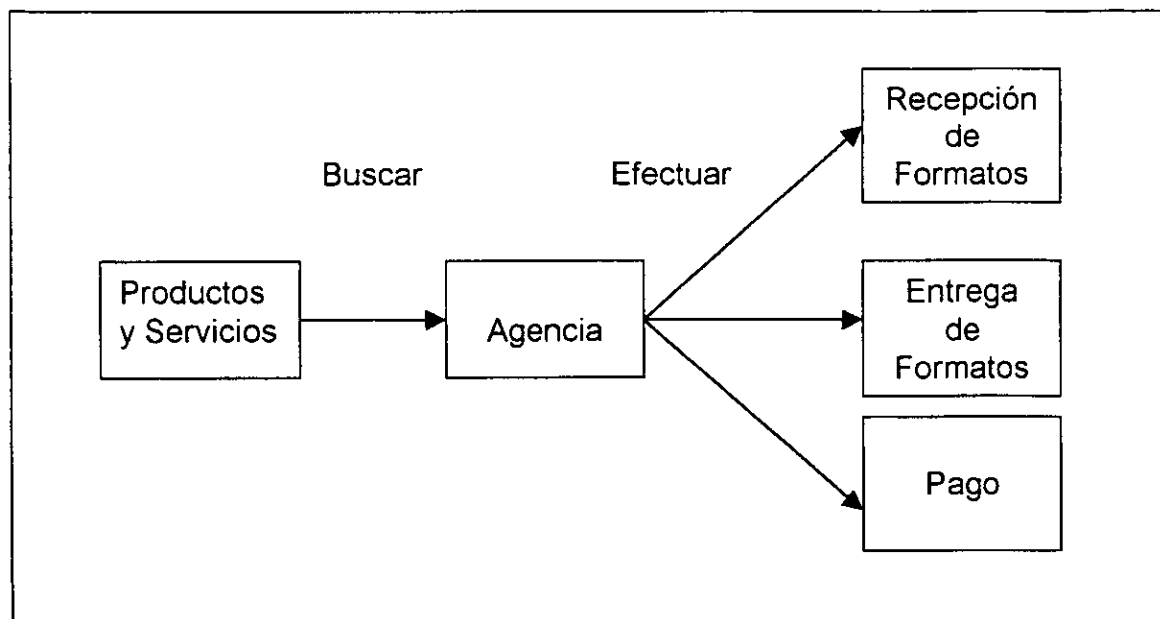 Buscar
Efectuar
Productos
y Servicios
Agencia
Recepción
de
Formatos
Entrega
de
Formatos
Pago